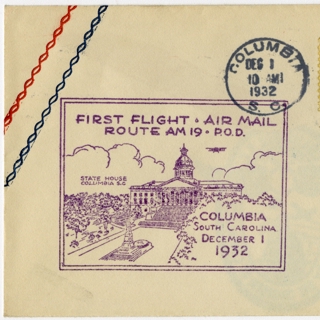 COLUMBIA
DEC 1
10 AM
1932
S.C.
FIRST FLIGHT • AIR MAIL
ROUTE AM 19 • P.O.D.
STATE HOUSE
COLUMBIA S.C
COLUMBIA
SOUTH CAROLINA
DECEMBER 1
1932